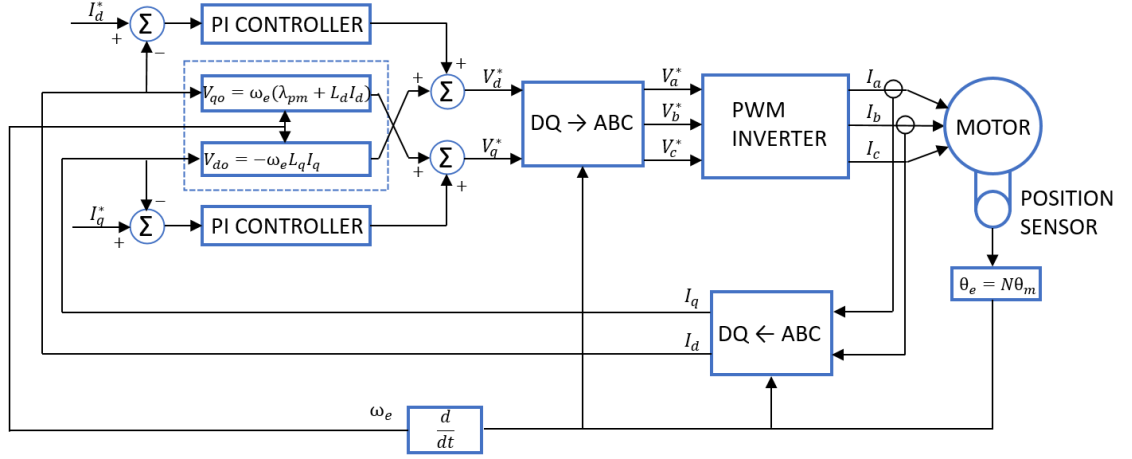 I*d
+
Σ
−
PI CONTROLLER
Vqo = ωe(λpm + LdId)
Vdo = −ωeLqIq
I*q
+
Σ
−
PI CONTROLLER
+
+
Σ
V*d
+
+
Σ
V*q
DQ → ABC
V*a
V*b
V*c
PWM
INVERTER
Ia
Ib
Ic
MOTOR
POSITION
SENSOR
θe = Nθm
Iq
Id
DQ ← ABC
ωe
d
dt